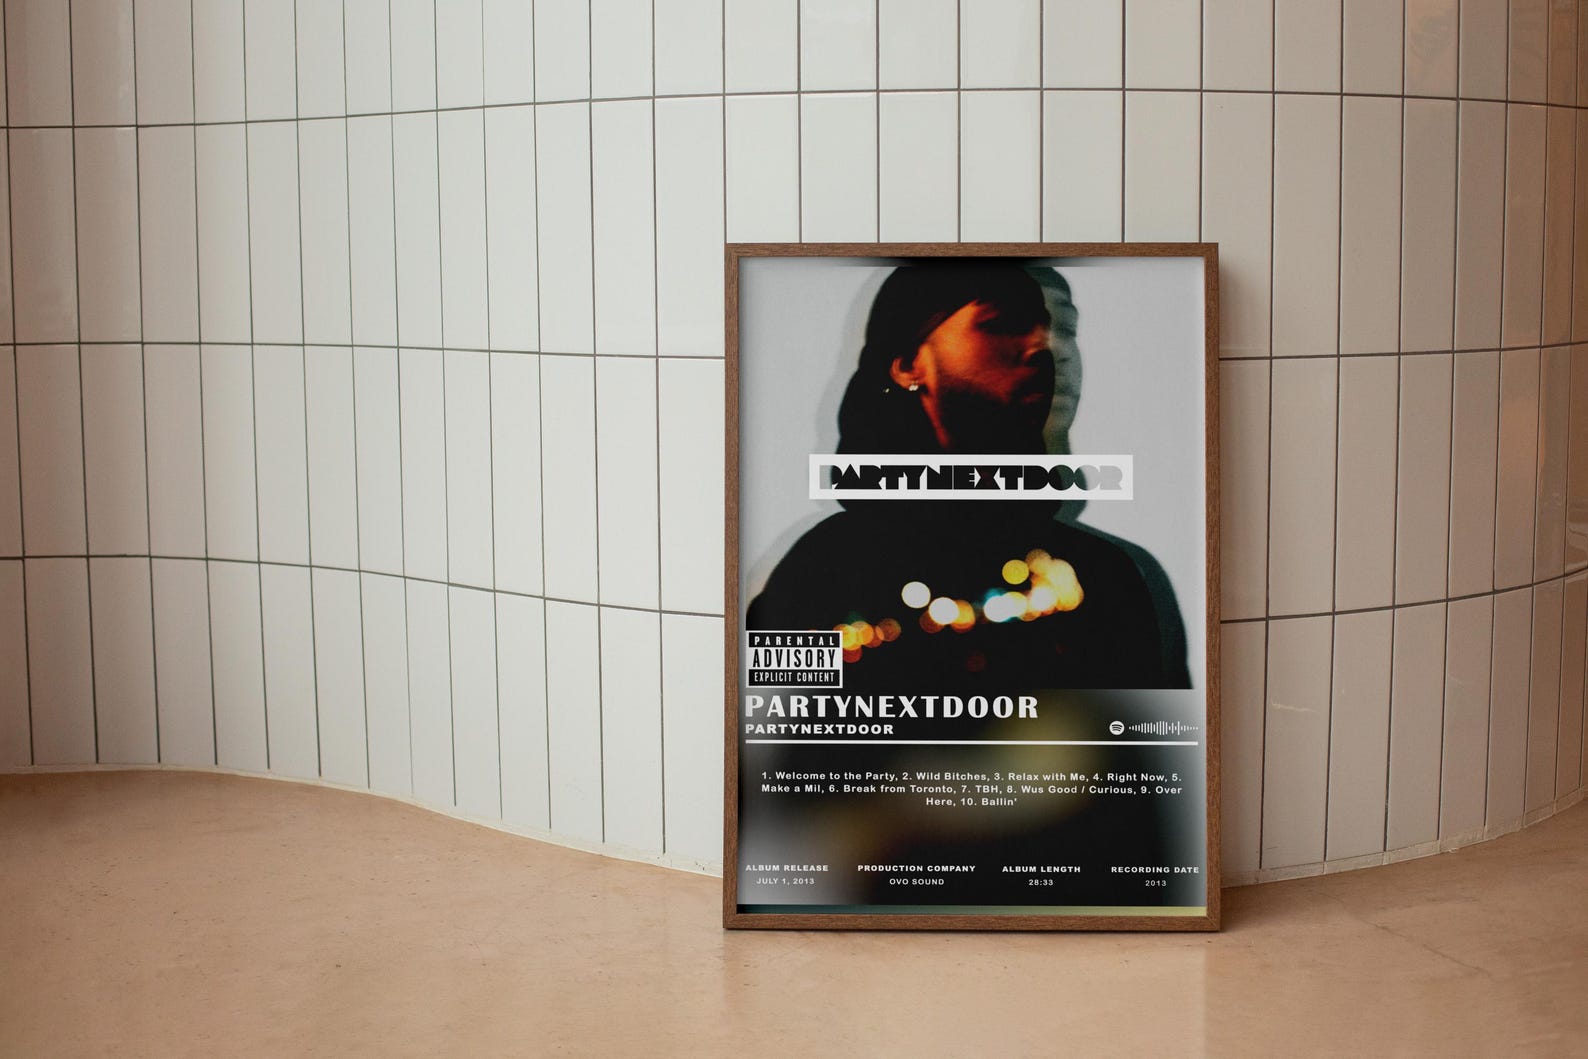 PARTYNEXTDOOR
PARENTAL
ADVISORY
EXPLICIT CONTENT
PARTYNEXTDOOR
PARTYNEXTDOOR
1. Welcome to the Party, 2. Wild Bitches, 3. Relax with Me, 4. Right Now, 5.
Make a Mil, 6. Break from Toronto, 7. TBH, 8. Wus Good / Curious, 9. Over
Here, 10. Ballin'
ALBUM RELEASE PRODUCTION COMPANY ALBUM LENGTH RECORDING DATE
JULY 1, 2013 OVO SOUND 28:33 2013